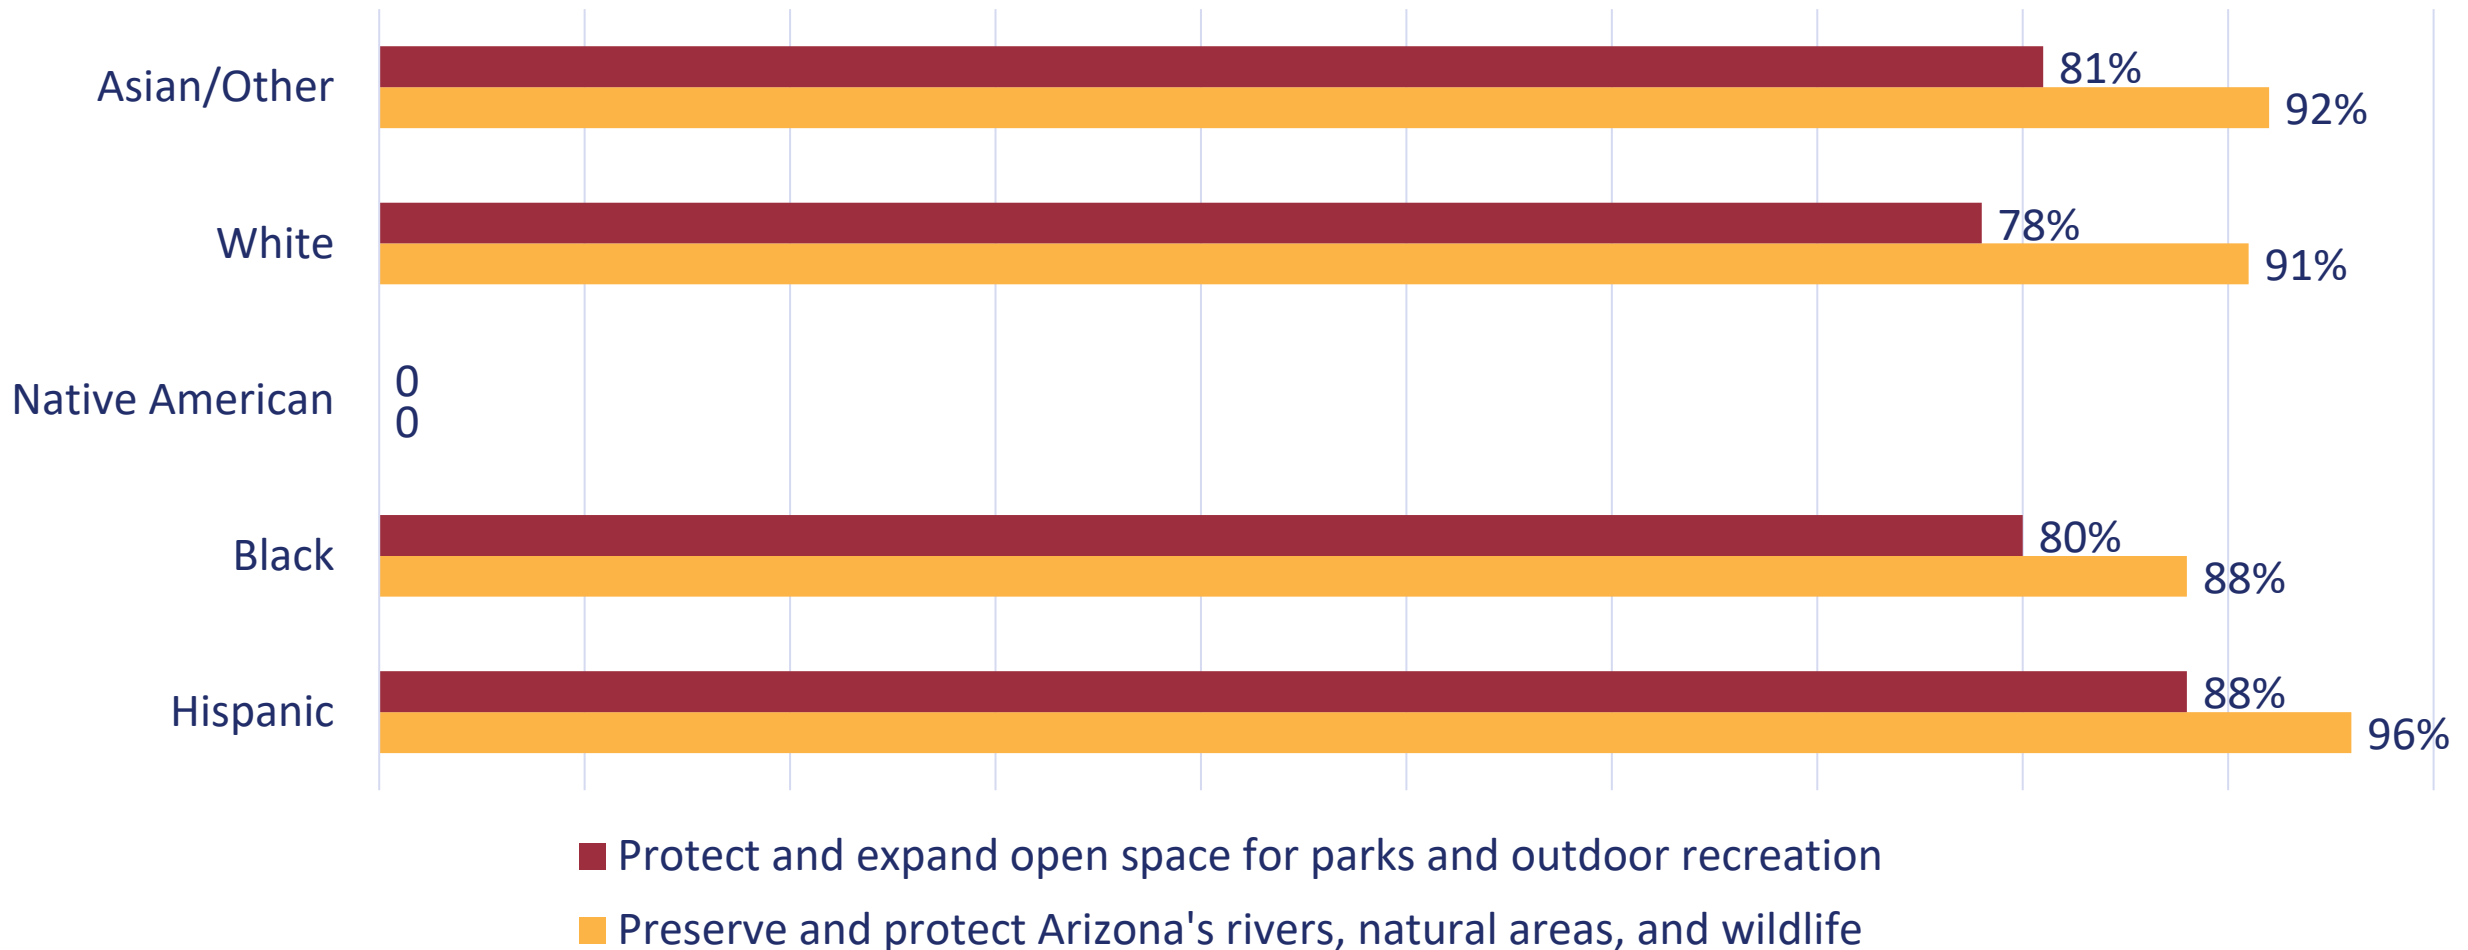 Asian/Other
81%
92%
White
78%
91%
Native American
0
0
Black
80%
88%
Hispanic
88%
96%
Protect and expand open space for parks and outdoor recreation
Preserve and protect Arizona's rivers, natural areas, and wildlife